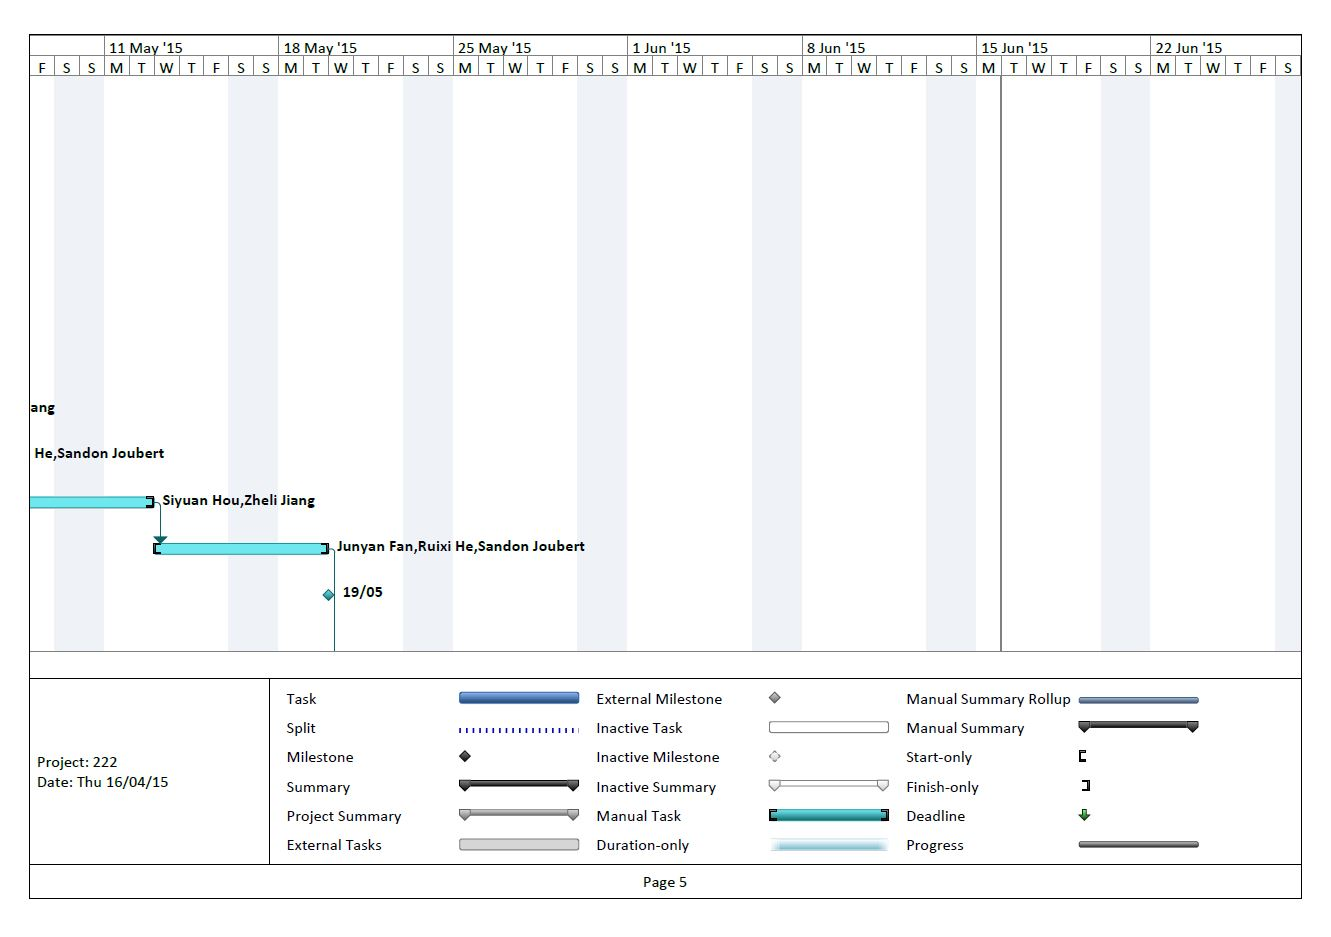 11 May '15 18 May '15 25 May '15 1 Jun '15 8 Jun '15 15 Jun '15 22 Jun '15
F S S M T W T F S S M T W T F S S M T W T F S S M T W T F S S M T W T F S S M T W T F S S M T W T F S
ang
He,Sandon Joubert
Siyuan Hou,Zheli Jiang
Junyan Fan,Ruixi He,Sandon Joubert
19/05
Project: 222
Date: Thu 16/04/15
Task
Split
Milestone
Summary
Project Summary
External Tasks
External Milestone
Inactive Task
Inactive Milestone
Inactive Summary
Manual Task
Duration-only
Manual Summary Rollup
Manual Summary
Start-only
Finish-only
Deadline
Progress
Page 5